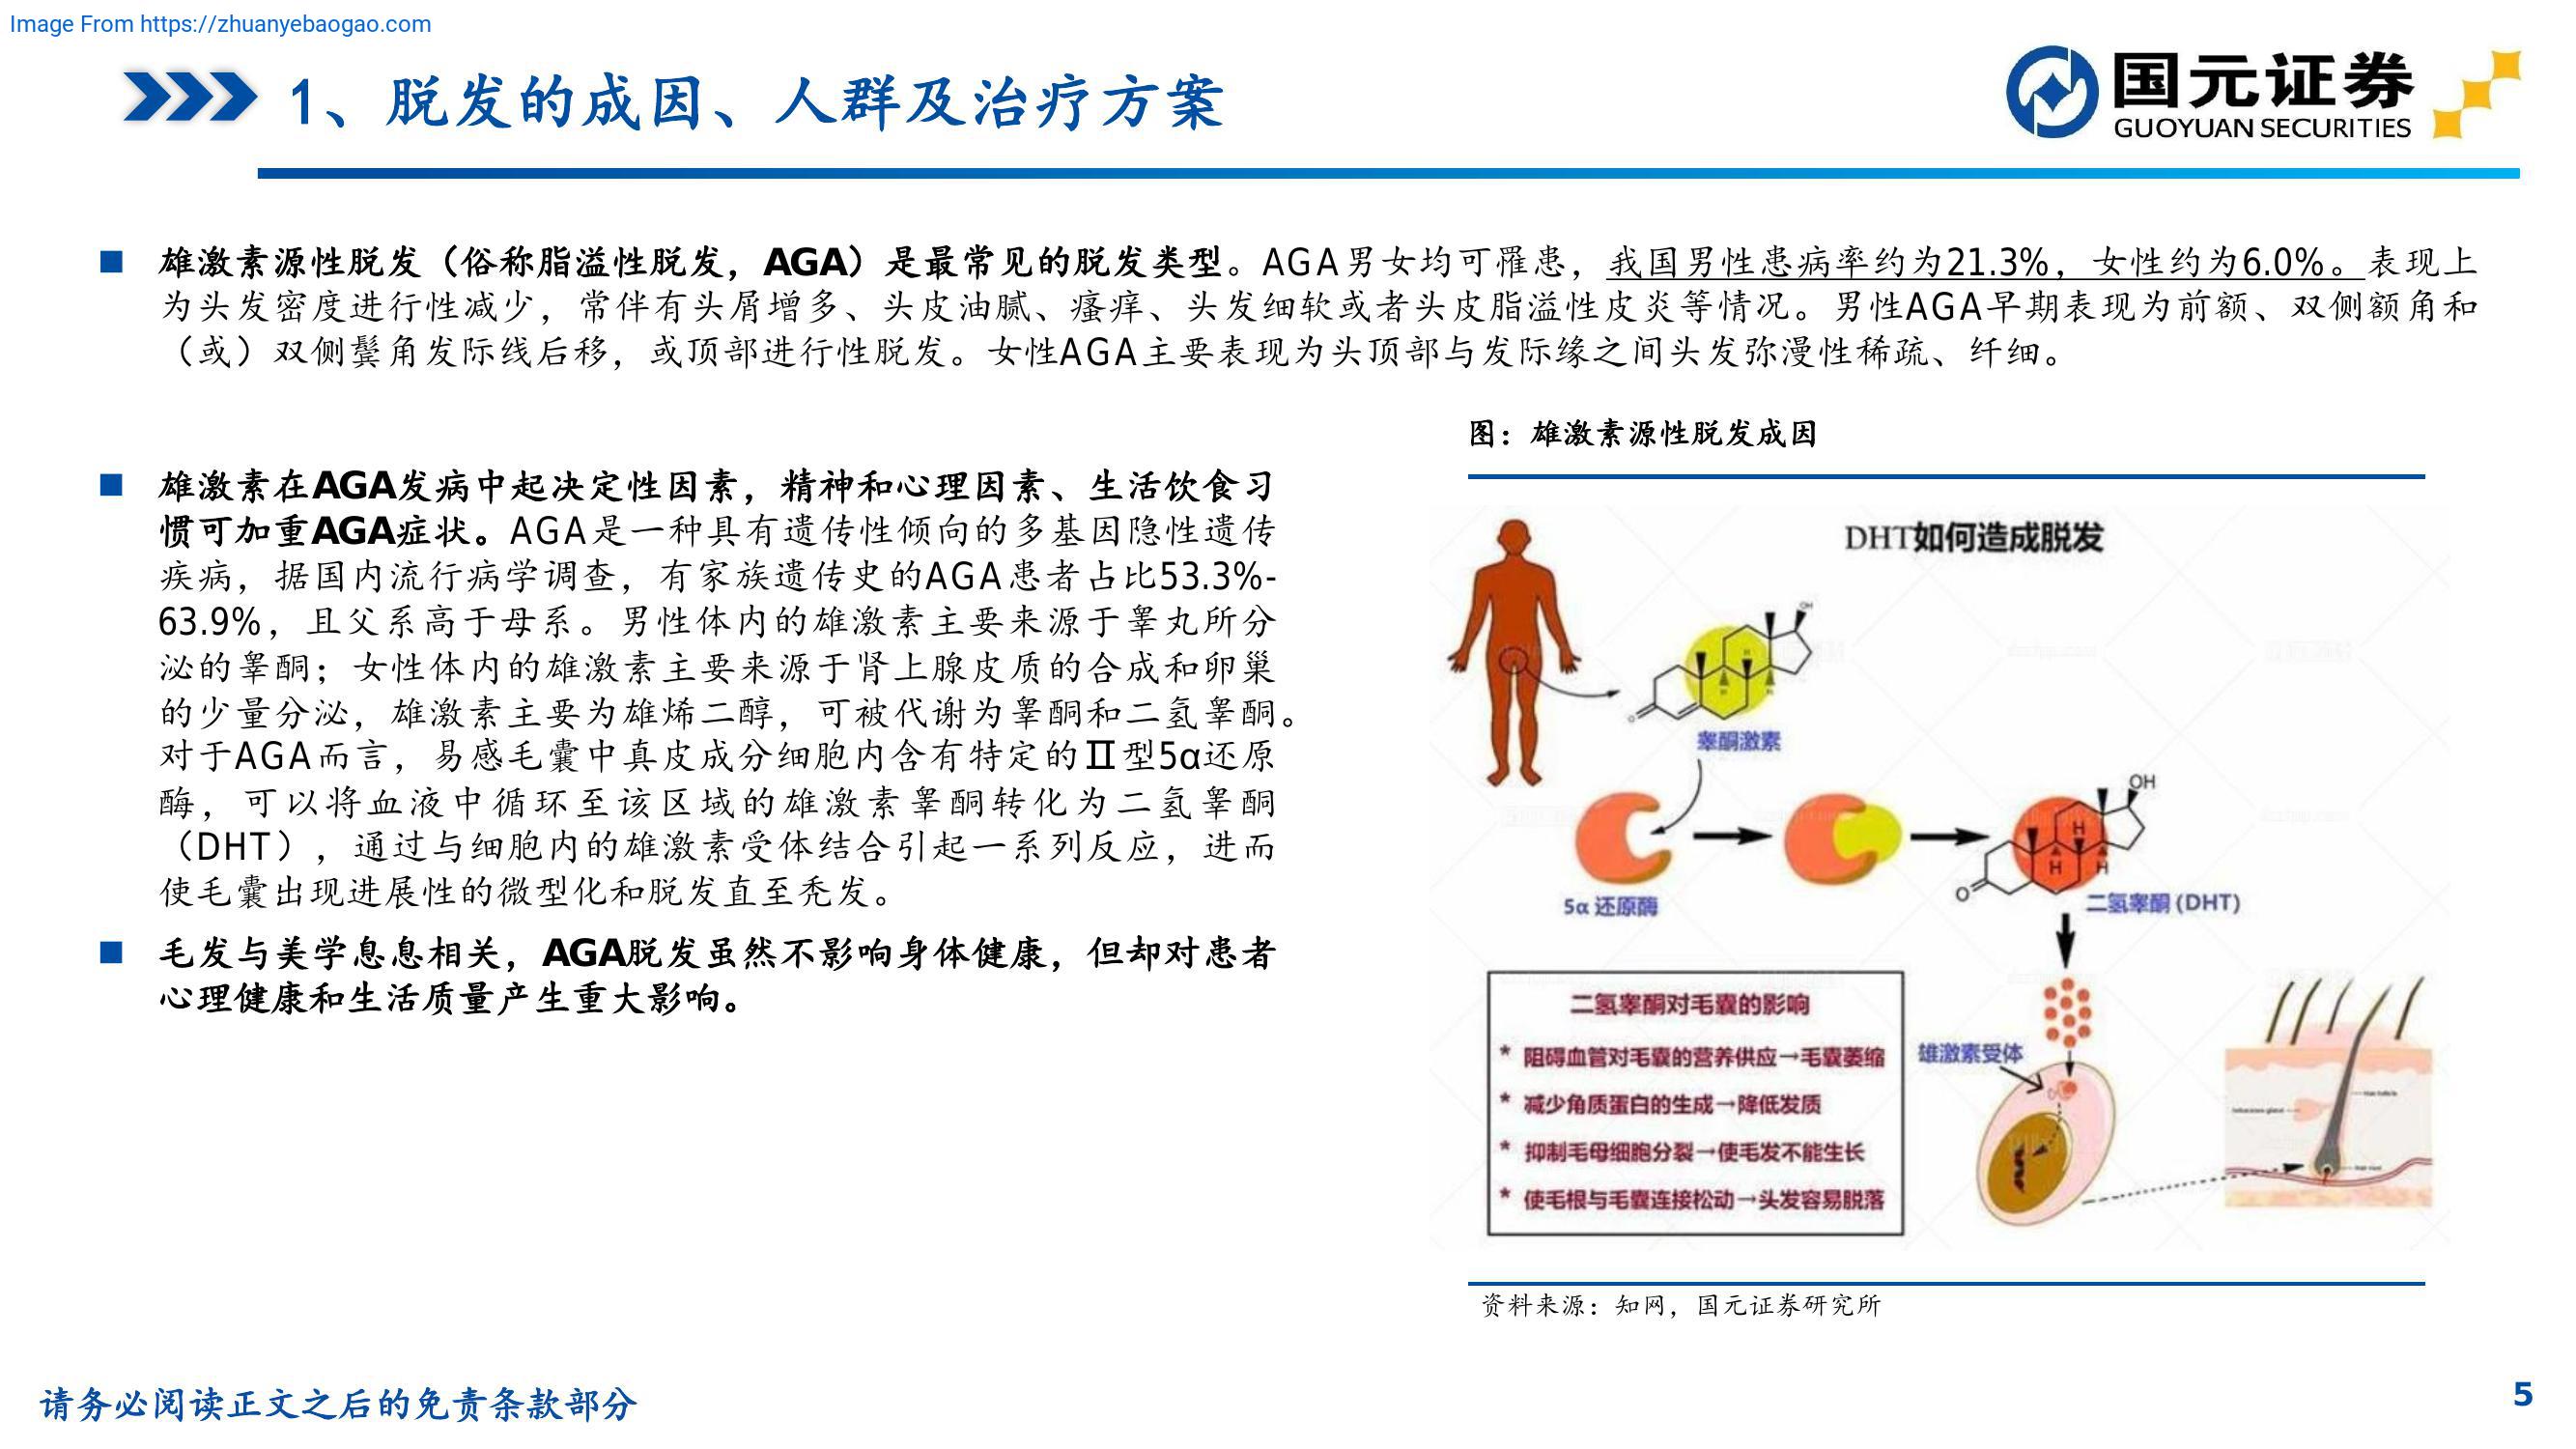 Image From https://zhuanyebaogao.com
1、脱发的成因、人群及治疗方案
国元证券
GUOYUAN SECURITIES
■ 雄激素源性脱发（俗称脂溢性脱发，AGA）是最常见的脱发类型。AGA男女均可罹患，我国男性患病率约为21.3%，女性约为6.0%。表现上
为头发密度进行性减少，常伴有头屑增多、头皮油腻、瘙痒、头发细软或者头皮脂溢性皮炎等情况。男性AGA早期表现为前额、双侧额角和
（或）双侧鬓角发际线后移，或顶部进行性脱发。女性AGA主要表现为头顶部与发际缘之间头发弥漫性稀疏、纤细。
■ 雄激素在AGA发病中起决定性因素，精神和心理因素、生活饮食习
惯可加重AGA症状。AGA是一种具有遗传性倾向的多基因隐性遗传
疾病，据国内流行病学调查，有家族遗传史的AGA患者占比53.3%-
63.9%，且父系高于母系。男性体内的雄激素主要来源于睾丸所分
泌的睾酮；女性体内的雄激素主要来源于肾上腺皮质的合成和卵巢
的少量分泌，雄激素主要为雄烯二醇，可被代谢为睾酮和二氢睾酮。
对于AGA而言，易感毛囊中真皮成分细胞内含有特定的Ⅱ型5α还原
酶，可以将血液中循环至该区域的雄激素睾酮转化为二氢睾酮
（DHT），通过与细胞内的雄激素受体结合引起一系列反应，进而
使毛囊出现进展性的微型化和脱发直至秃发。
■ 毛发与美学息息相关，AGA脱发虽然不影响身体健康，但却对患者
心理健康和生活质量产生重大影响。
图：雄激素源性脱发成因
DHT如何造成脱发
OH
O
睾酮激素
5α 还原酶
OH
H
H
H
O
二氢睾酮 (DHT)
二氢睾酮对毛囊的影响
* 阻碍血管对毛囊的营养供应→毛囊萎缩
* 减少角质蛋白的生成→降低发质
* 抑制毛母细胞分裂→使毛发不能生长
* 使毛根与毛囊连接松动→头发容易脱落
雄激素受体
资料来源：知网，国元证券研究所
请务必阅读正文之后的免责条款部分
5